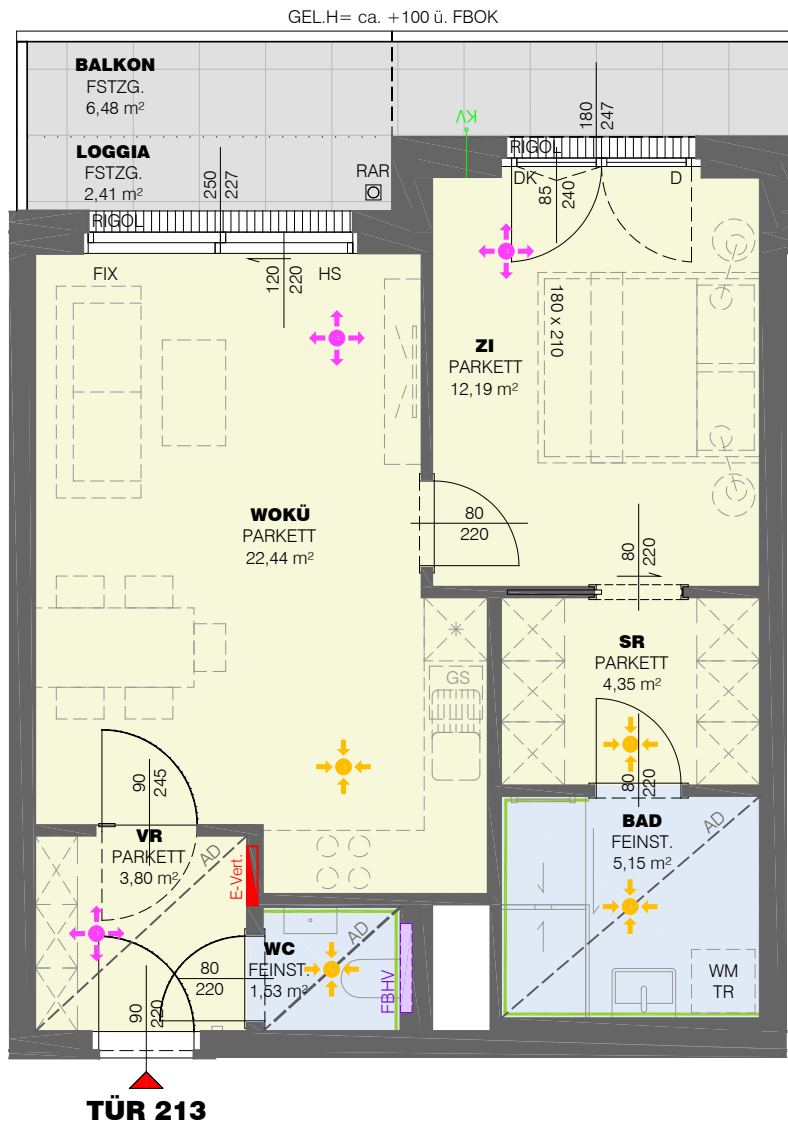 GEL.H= ca. +100 ü. FBOK
BALKON
FSTZG.
6,48 m²
LOGGIA
FSTZG.
2,41 m²
250
227
RAR
KV
180
247
RIGOL
DK
85
240
D
RIGOL
FIX
120
220
HS
180 x 210
ZI
PARKETT
12,19 m²
WOKÜ
PARKETT
22,44 m²
80
220
80
220
SR
PARKETT
4,35 m²
GS
90
245
80
220
VR
PARKETT
3,80 m²
AD
E-Vert.
BAD
FEINST.
5,15 m²
AD
WC
FEINST.
1,53 m²
AD
FBHV
80
220
90
220
WM
TR
TÜR 213